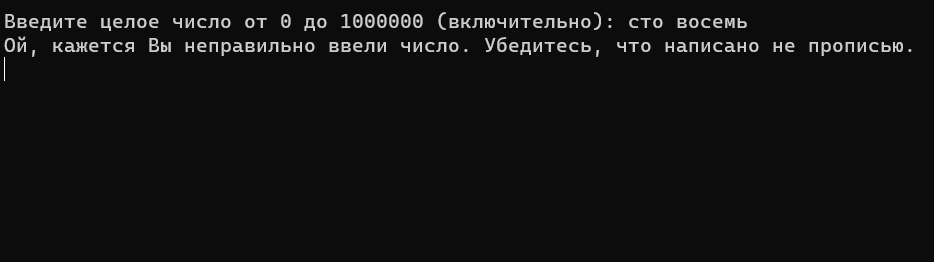 Введите целое число от 0 до 1000000 (включительно): сто восемь
Ой, кажется Вы неправильно ввели число. Убедитесь, что написано не прописью.